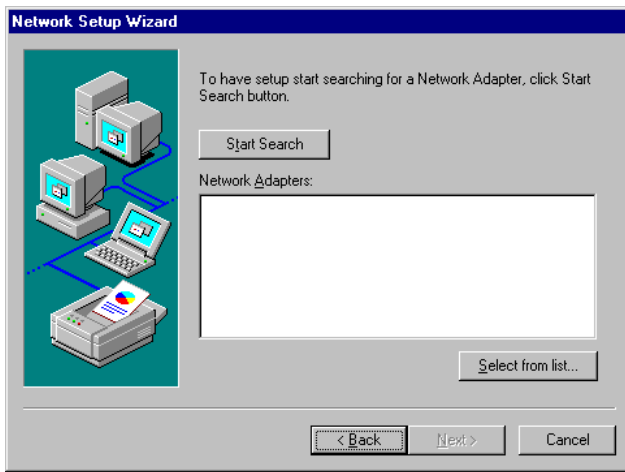 Network Setup Wizard
To have setup start searching for a Network Adapter, click Start
Search button.
Start Search
Network Adapters:
Select from list...
< Back
Next >
Cancel